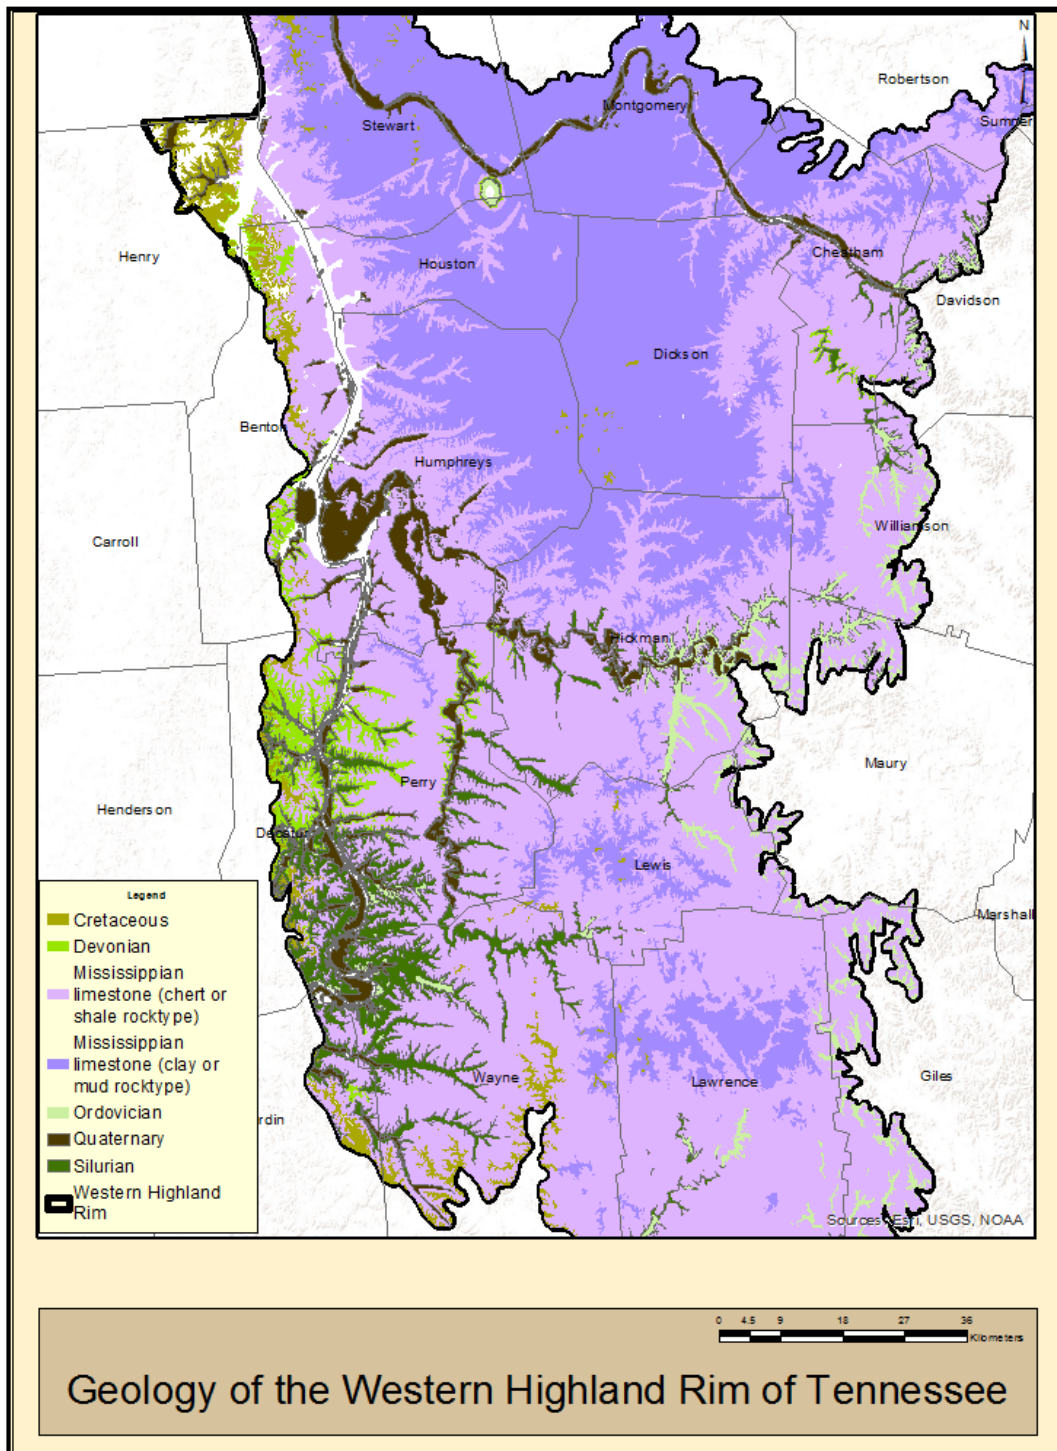 N
Robertson
Montgomery
Sumner
Stewart
Henry
Houston
Cheatham
Davidson
Dickson
Benton
Humphreys
Carroll
Williamson
Hickman
Maury
Perry
Henderson
Decatur
Lewis
Marshall
Legend
Cretaceous
Devonian
Mississippian
limestone (chert or
shale rocktype)
Mississippian
limestone (clay or
mud rocktype)
Ordovician
Quaternary
Silurian
Western Highland
Rim
Wayne
Lawrence
Giles
rdin
Sources: Esri, USGS, NOAA
0 4.5 9 18 27 36
Kilometers
Geology of the Western Highland Rim of Tennessee